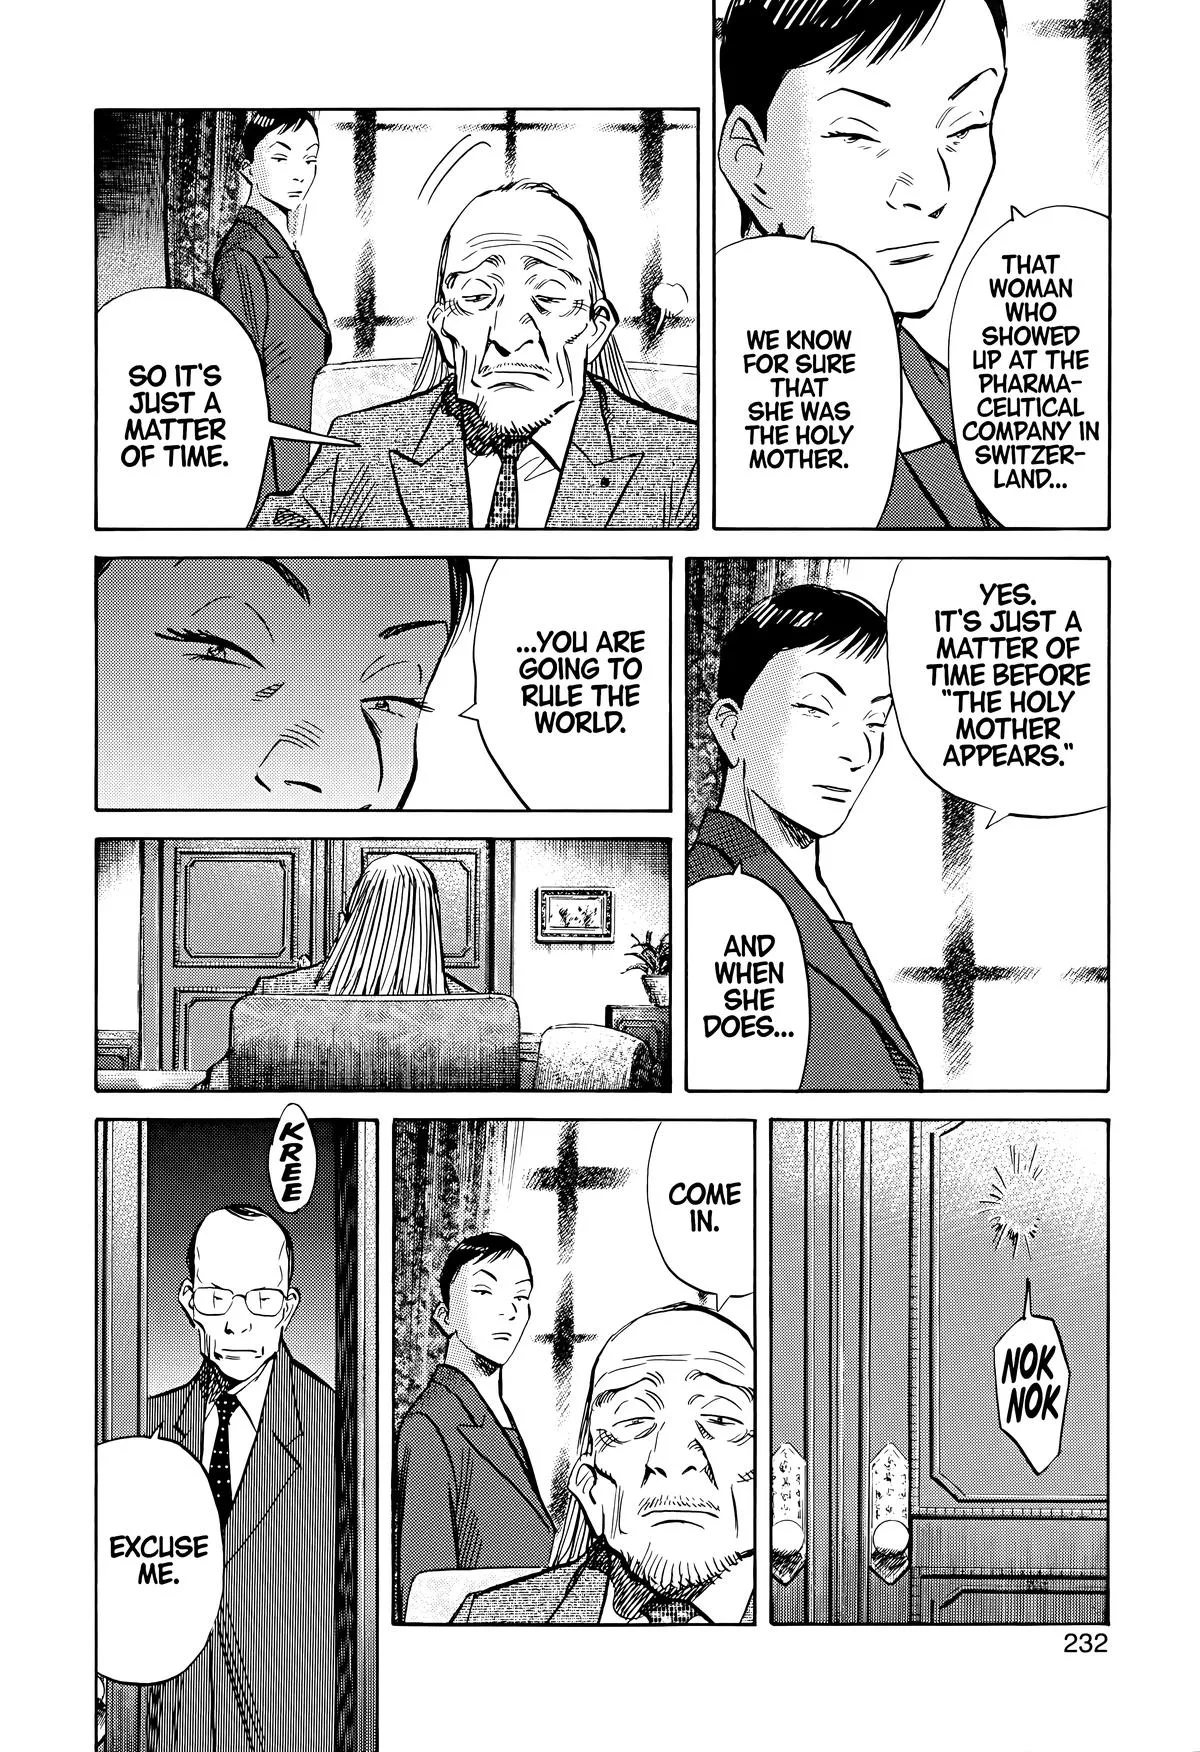 THAT
WOMAN
WHO
SHOWED
UP AT THE
PHARMA-
CEUTICAL
COMPANY IN
SWITZER-
LAND...
WE KNOW
FOR SURE
THAT
SHE WAS
THE HOLY
MOTHER.
SO IT'S
JUST A
MATTER
OF TIME.
YES.
IT'S JUST A
MATTER OF
TIME BEFORE
"THE HOLY
MOTHER
APPEARS."
AND
WHEN
SHE
DOES...
...YOU ARE
GOING TO
RULE THE
WORLD.
NOK
NOK
COME
IN.
KREE
EXCUSE
ME.
232